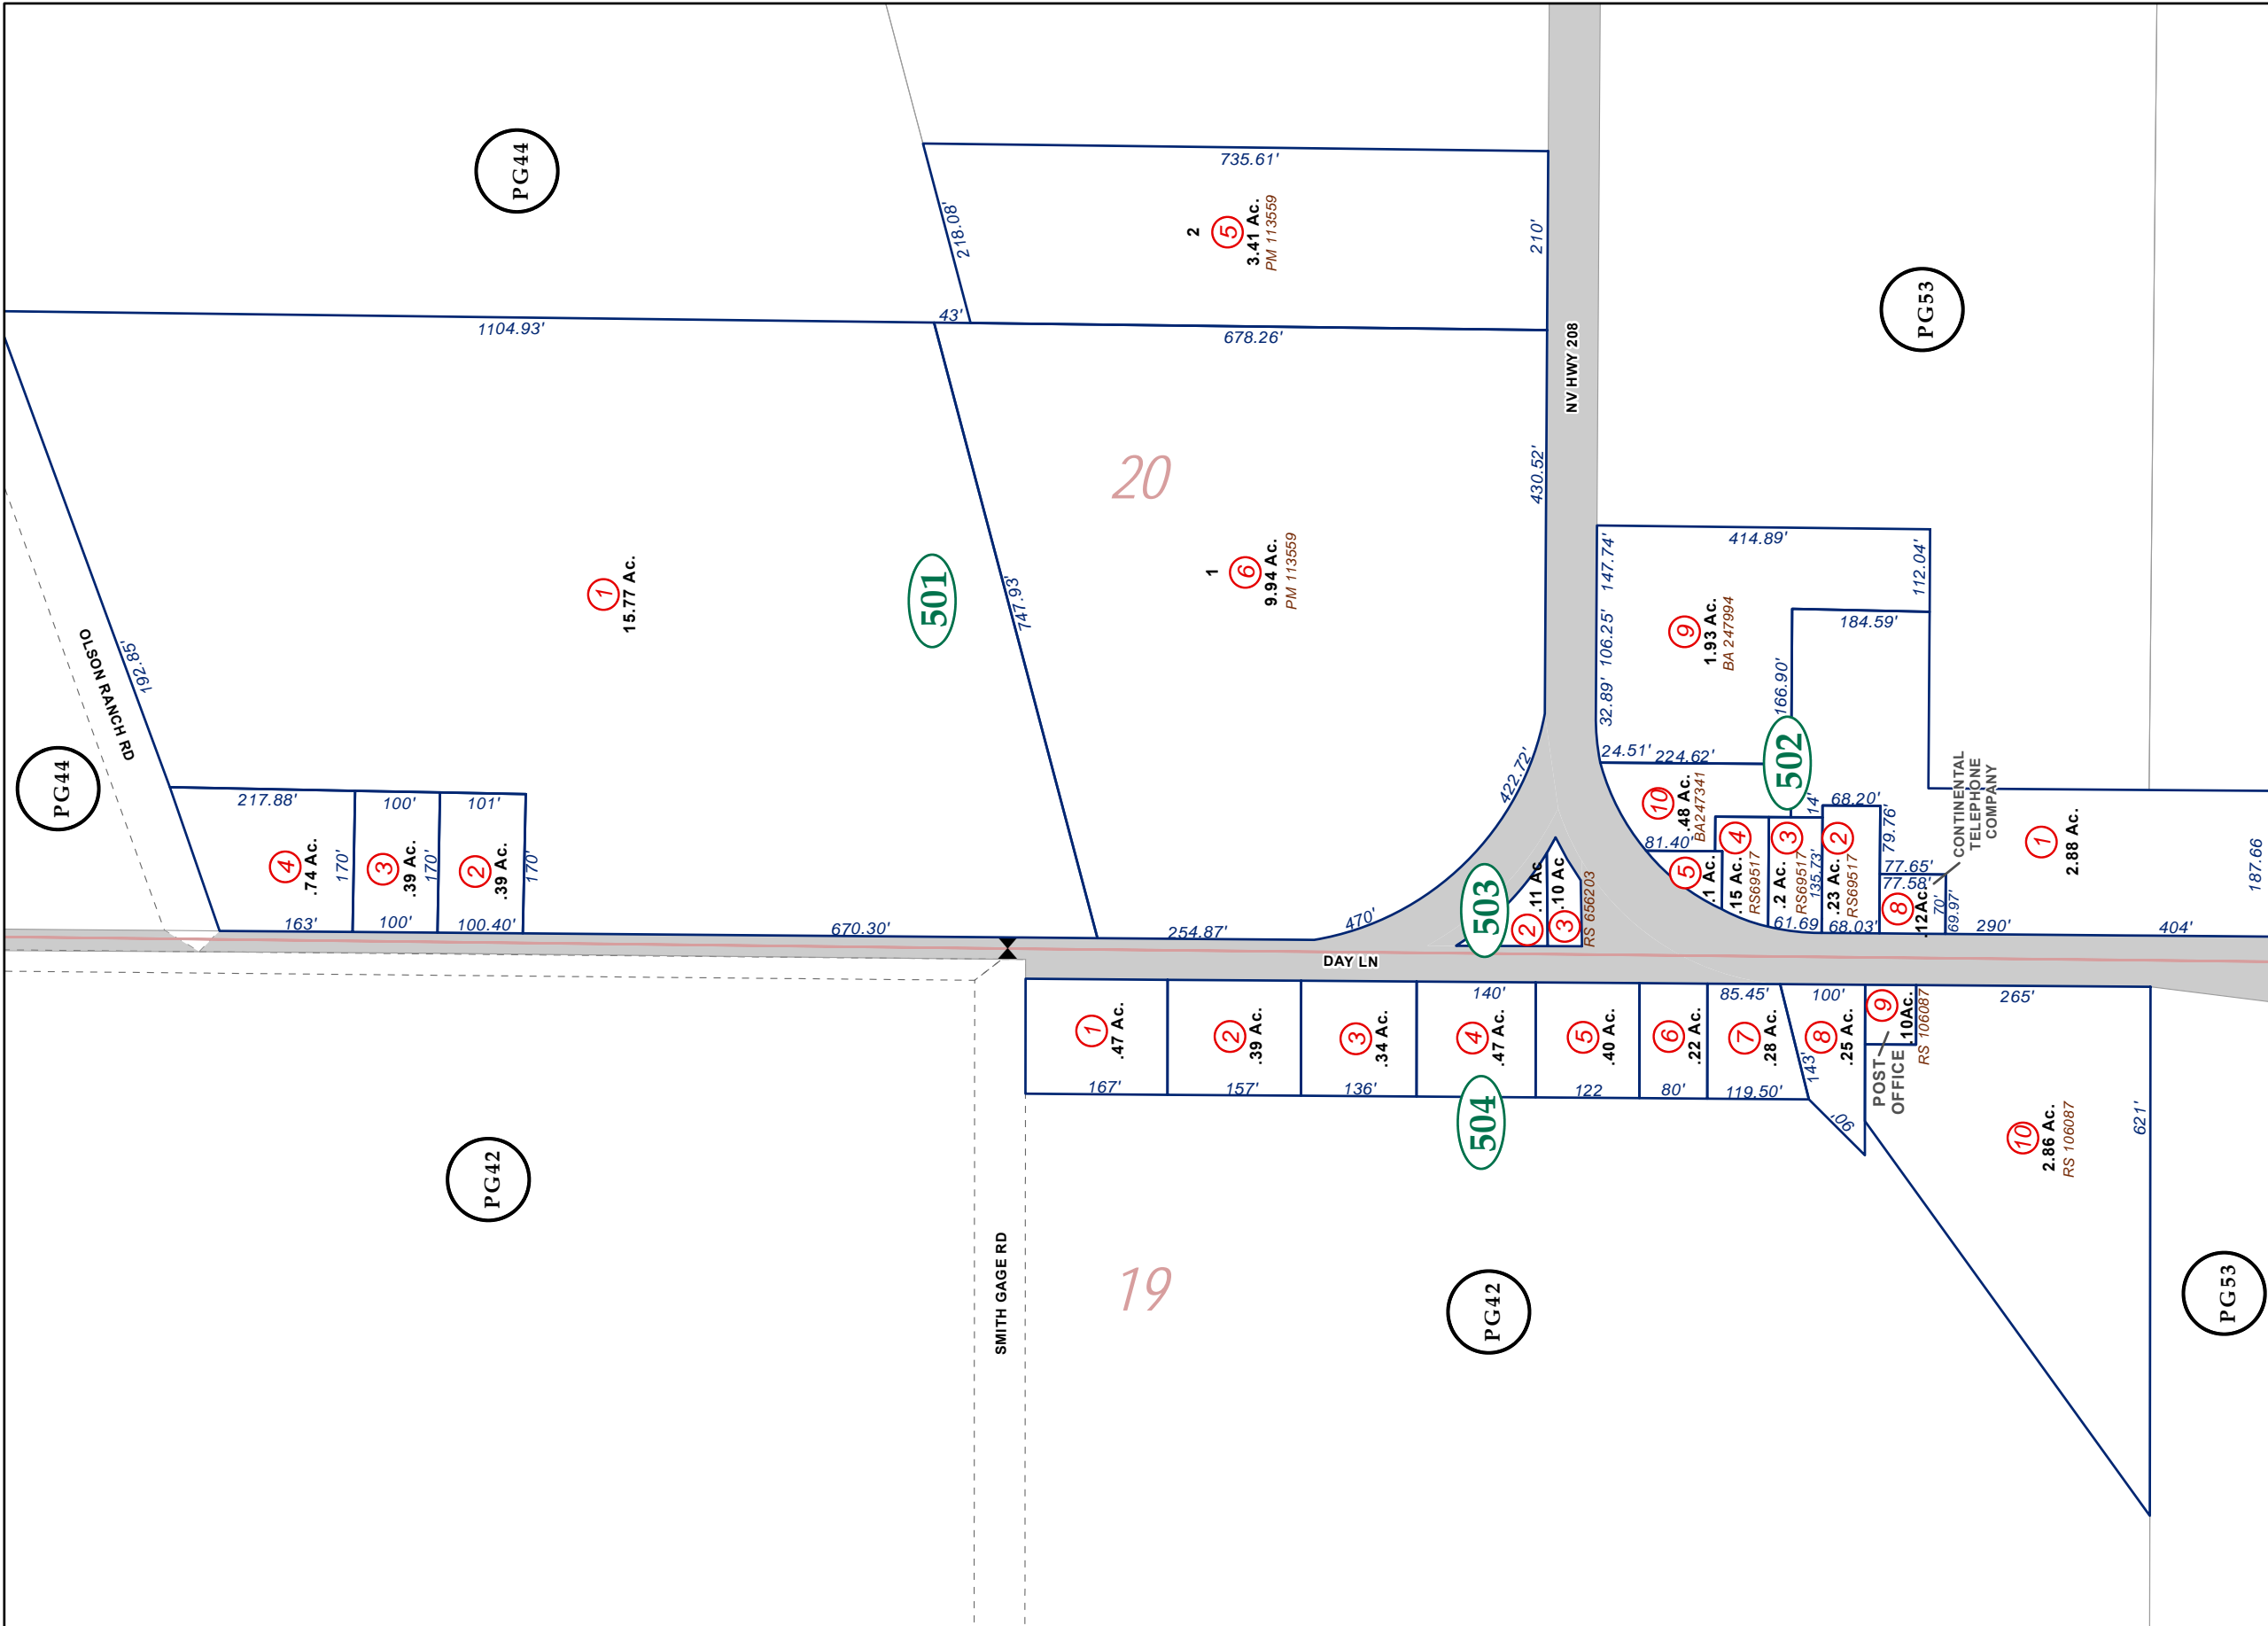 PG44
735.61'
218.08'
2
5
3.41 Ac.
PM 113559
210'
43'
1104.93'
678.26'
NV HWY 208
PG53
20
430.52'
1
6
9.94 Ac.
PM 113559
1
15.77 Ac.
501
747.93'
OLSON RANCH RD
192.85'
PG44
217.88'
100'
101'
4
.74 Ac.
170'
3
.39 Ac.
170'
2
.39 Ac.
170'
163'
100'
100.40'
670.30'
254.87'
470'
422.72'
414.89'
147.74'
112.04'
106.25'
9
1.93 Ac.
BA 247994
184.59'
32.89'
166.90'
24.51'
224.62'
502
10
.48 Ac.
BA247341
14'
68.20'
81.40'
4
.15 Ac.
RS69517
3
.2 Ac.
RS69517
135.73'
2
.23 Ac.
RS69517
79.76'
5
.1 Ac.
77.65'
77.58'
8
.12Ac.
70'
69.97'
CONTINENTAL
TELEPHONE
COMPANY
1
2.88 Ac.
187.66
61.69
68.03'
290'
404'
503
2
.11 Ac
3
.10 Ac
RS 656203
DAY LN
140'
85.45'
100'
265'
1
.47 Ac.
2
.39 Ac.
3
.34 Ac.
4
.47 Ac.
5
.40 Ac.
6
.22 Ac.
7
.28 Ac.
8
.25 Ac.
9
.10Ac.
RS 106087
167'
157'
136'
122
80'
119.50'
143'
90'
POST
OFFICE
504
10
2.86 Ac.
RS 106087
621'
PG42
SMITH GAGE RD
19
PG42
PG53